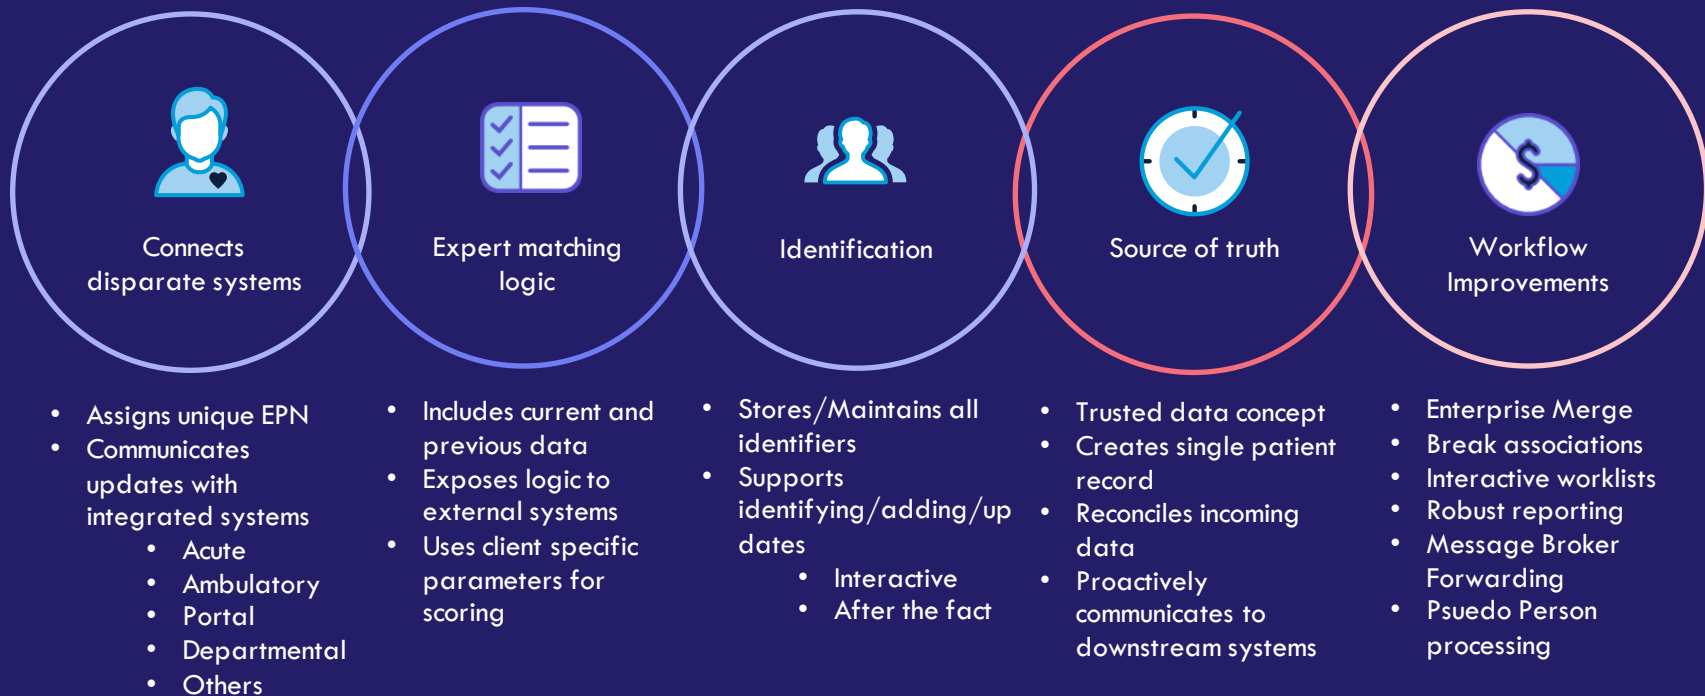 Connects
disparate systems
Expert matching
logic
Identification
Source of truth
Workflow
Improvements
• Assigns unique EPN
• Communicates
updates with
integrated systems
• Acute
• Ambulatory
• Portal
• Departmental
• Others
• Includes current and
previous data
• Exposes logic to
external systems
• Uses client specific
parameters for
scoring
• Stores/Maintains all
identifiers
• Supports
identifying/adding/up
dates
• Interactive
• After the fact
• Trusted data concept
• Creates single patient
record
• Reconciles incoming
data
• Proactively
communicates to
downstream systems
• Enterprise Merge
• Break associations
• Interactive worklists
• Robust reporting
• Message Broker
Forwarding
• Psuedo Person
processing